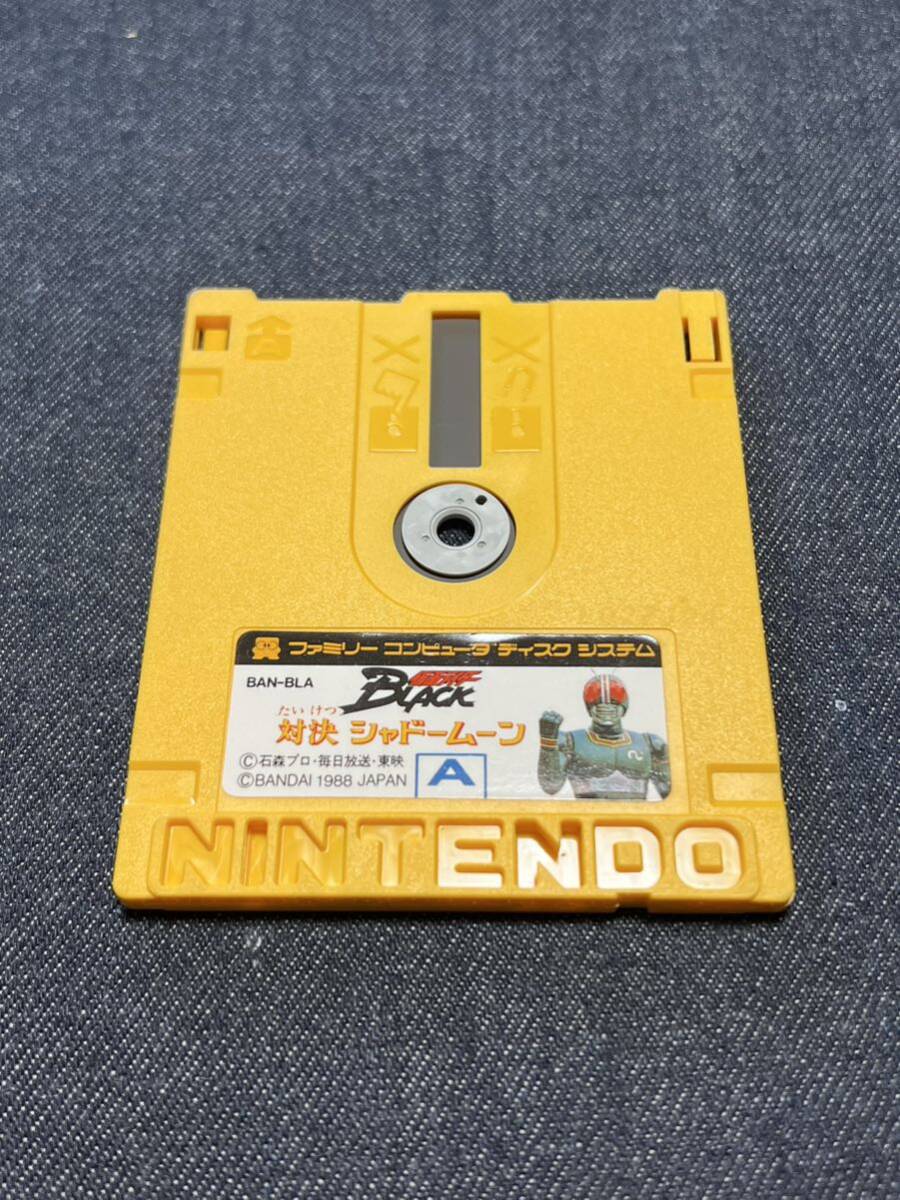 ファミリー コンピュータ ディスク システム
BAN-BLA
仮面ライダー
BLACK
たい けつ
対決 シャドームーン
©石森プロ・毎日放送・東映
©BANDAI 1988 JAPAN
A
NINTENDO